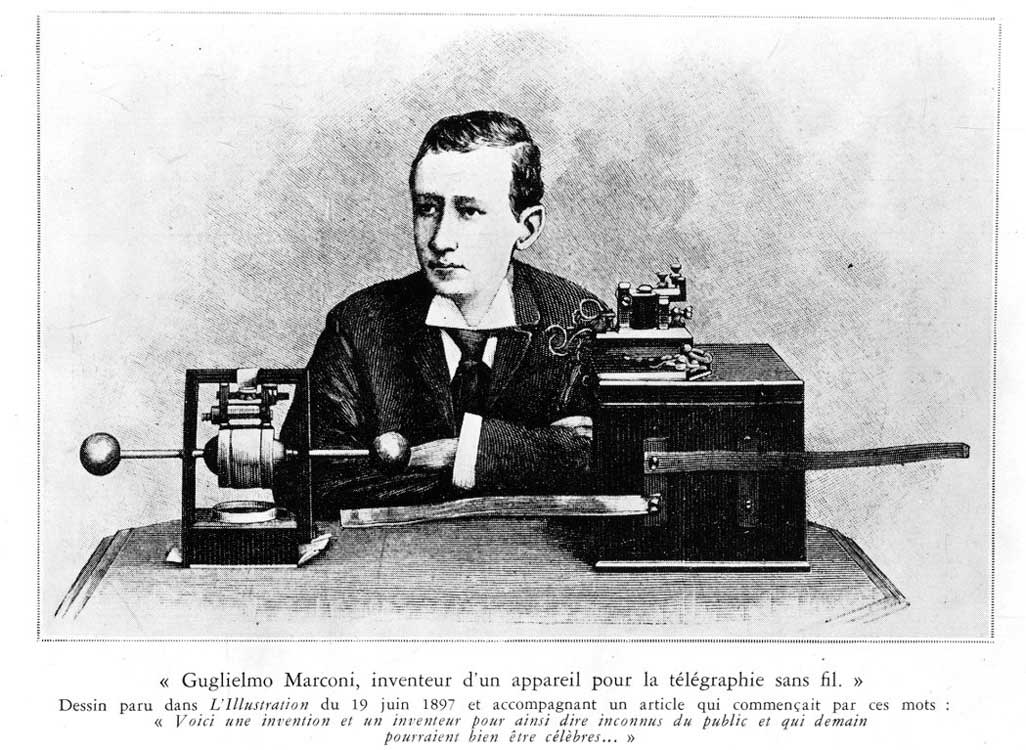 « Guglielmo Marconi, inventeur d'un appareil pour la télégraphie sans fil. »
Dessin paru dans L'Illustration du 19 juin 1897 et accompagnant un article qui commençait par ces mots :
« Voici une invention et un inventeur pour ainsi dire inconnus du public et qui demain
pourraient bien être célèbres... »